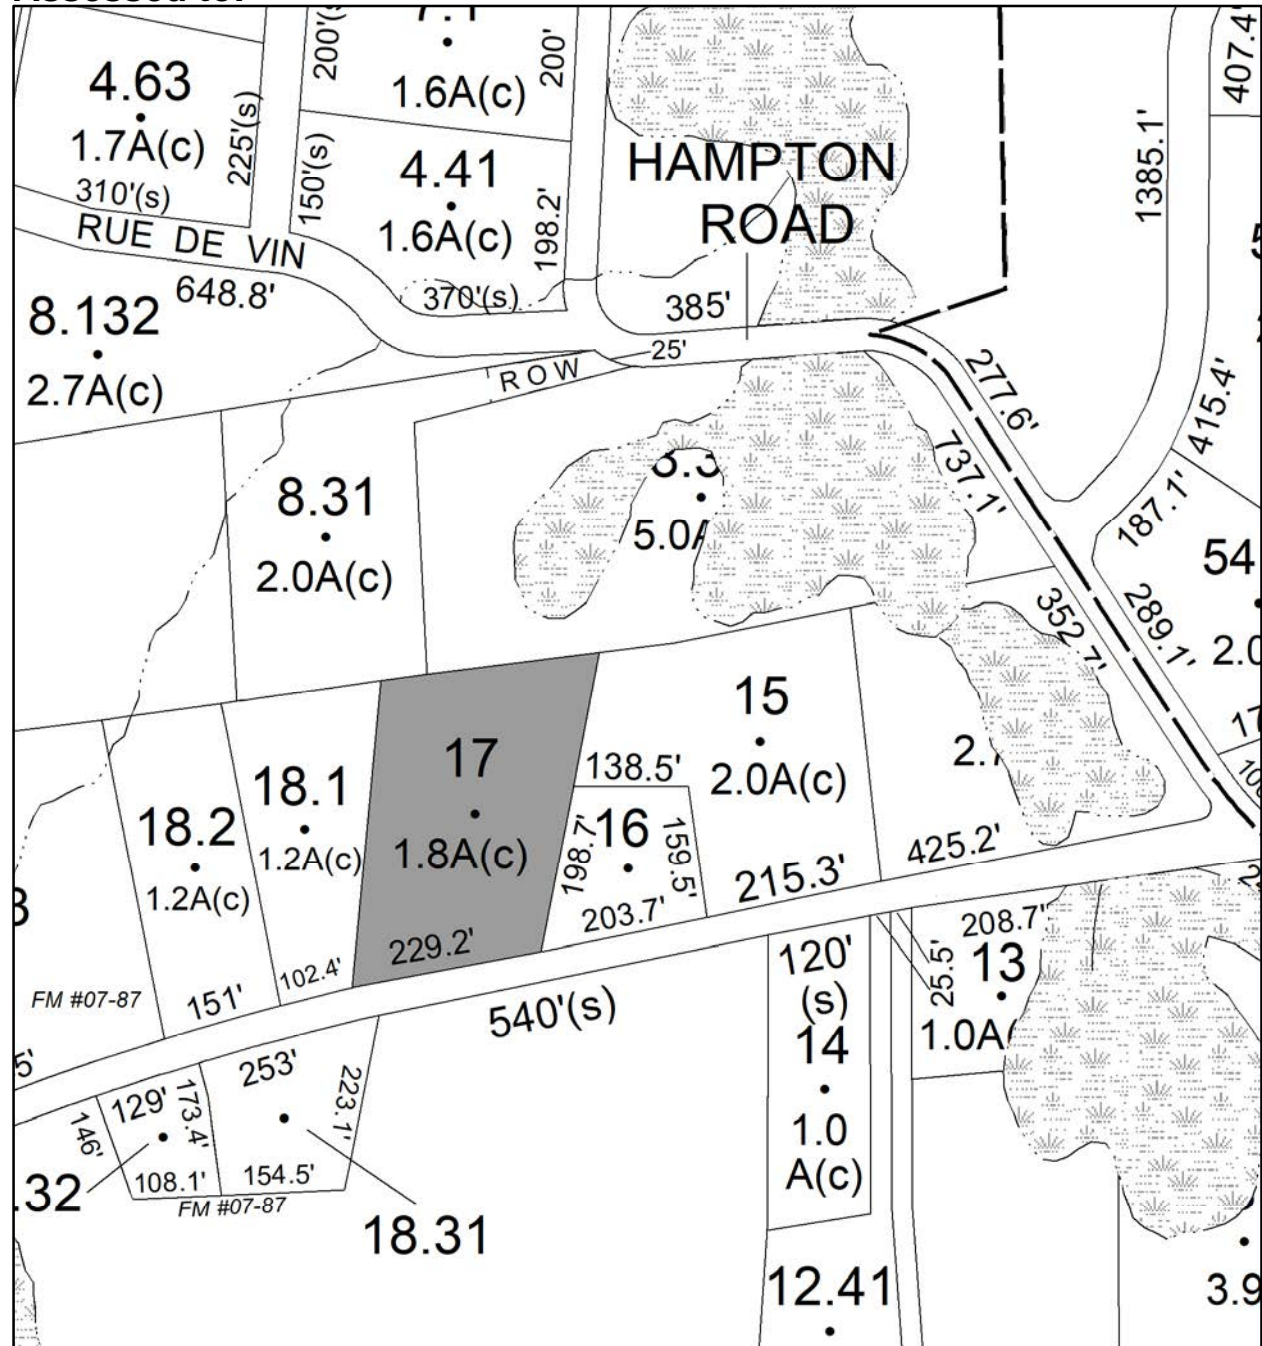 4.63
1.7A(c)
310'(s)
225'(s)
200'(s
150'(s)
1.6A(c)
200'
4.41
1.6A(c)
198.2'
370'(s)
HAMPTON
ROAD
385'
25'
RUE DE VIN
648.8'
8.132
2.7A(c)
ROW
407.4'
1385.1'
277.6'
737.1'
415.4'
187.1'
289.1'
352.7'
54
2.0
17
8.31
2.0A(c)
5.0A
17
1.8A(c)
229.2'
18.1
1.2A(c)
102.4'
18.2
1.2A(c)
151'
FM #07-87
138.5'
198.7'
16
159.5'
203.7'
15
2.0A(c)
215.3'
425.2'
540'(s)
120'
(s)
14
1.0
A(c)
25.5'
208.7'
13
1.0A(
253'
223.1'
129'
173.4'
146'
108.1'
154.5'
FM #07-87
.32
18.31
12.41
3.9